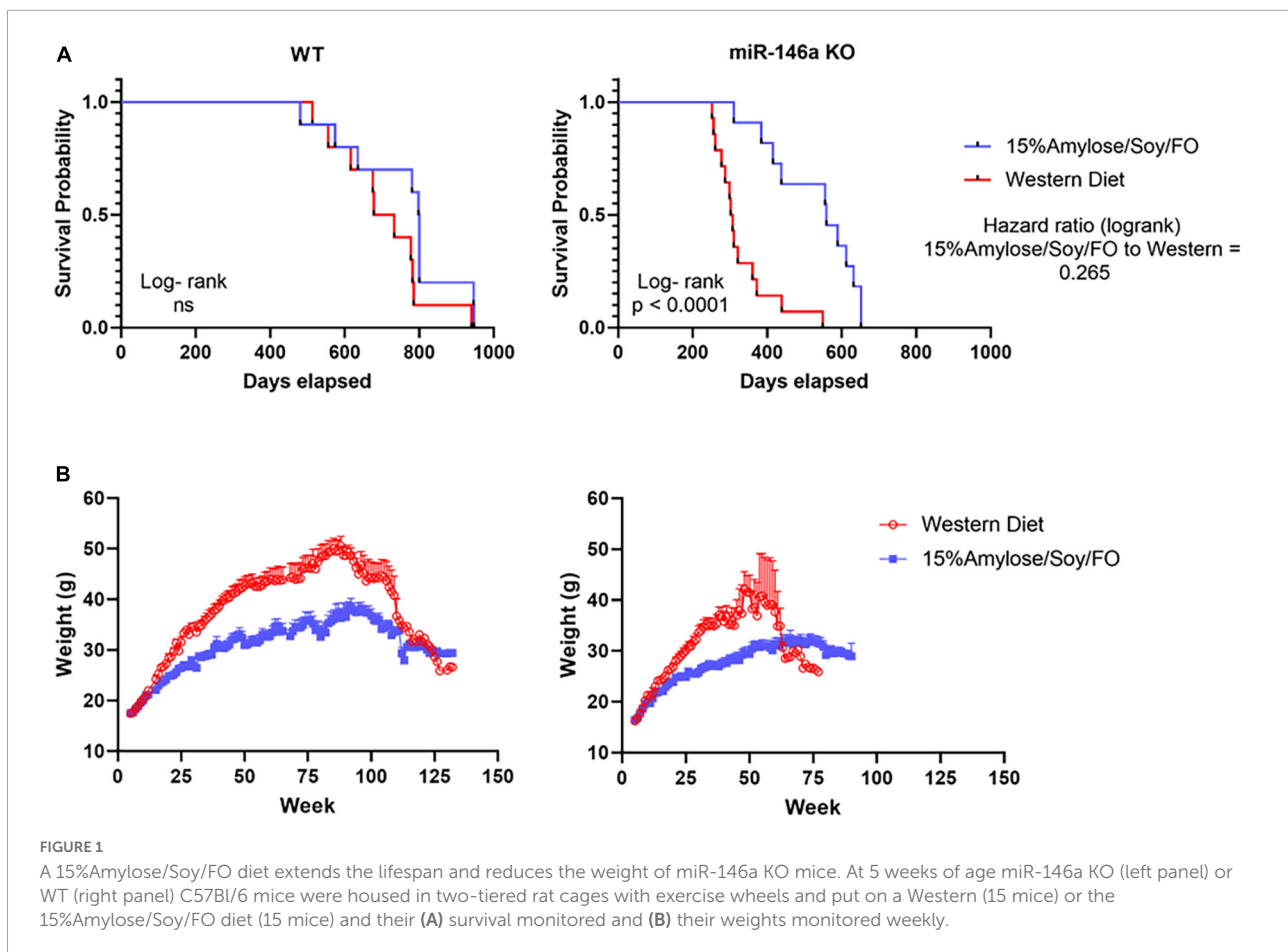 A
WT
miR-146a KO
1.0
0.5
0.0
Survival Probability
Log- rank
ns
0
200
400
600
800
1000
Days elapsed
1.0
0.5
0.0
Survival Probability
Log- rank
p < 0.0001
0
200
400
600
800
1000
Days elapsed
15%Amylose/Soy/FO
Western Diet
Hazard ratio (logrank)
15%Amylose/Soy/FO to Western =
0.265
B
60
50
40
30
20
10
Weight (g)
0
25
50
75
100
125
150
Week
60
50
40
30
20
10
Weight (g)
0
25
50
75
100
125
150
Week
Western Diet
15%Amylose/Soy/FO
FIGURE 1
A 15%Amylose/Soy/FO diet extends the lifespan and reduces the weight of miR-146a KO mice. At 5 weeks of age miR-146a KO (left panel) or
WT (right panel) C57Bl/6 mice were housed in two-tiered rat cages with exercise wheels and put on a Western (15 mice) or the
15%Amylose/Soy/FO diet (15 mice) and their (A) survival monitored and (B) their weights monitored weekly.